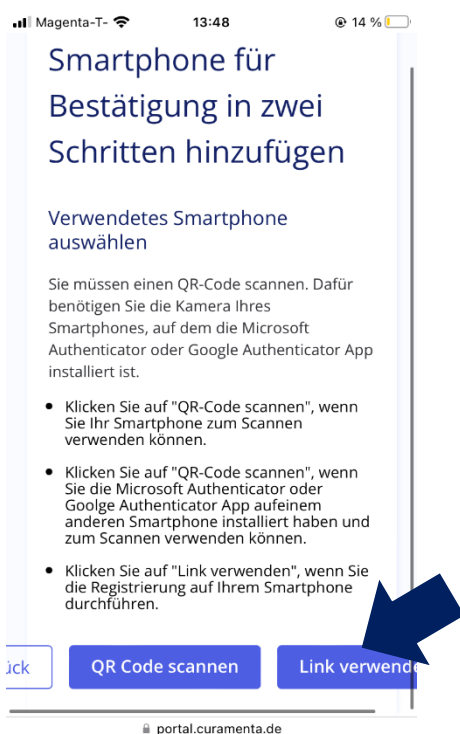 Magenta-T- 13:48 14 %
Smartphone für
Bestätigung in zwei
Schritten hinzufügen
Verwendetes Smartphone
auswählen
Sie müssen einen QR-Code scannen. Dafür
benötigen Sie die Kamera Ihres
Smartphones, auf dem die Microsoft
Authenticator oder Google Authenticator App
installiert ist.
• Klicken Sie auf "QR-Code scannen", wenn
Sie Ihr Smartphone zum Scannen
verwenden können.
• Klicken Sie auf "QR-Code scannen", wenn
Sie die Microsoft Authenticator oder
Goolge Authenticator App aufeinem
anderen Smartphone installiert haben und
zum Scannen verwenden können.
• Klicken Sie auf "Link verwenden", wenn Sie
die Registrierung auf Ihrem Smartphone
durchführen.
ück QR Code scannen Link verwende
portal.curamenta.de